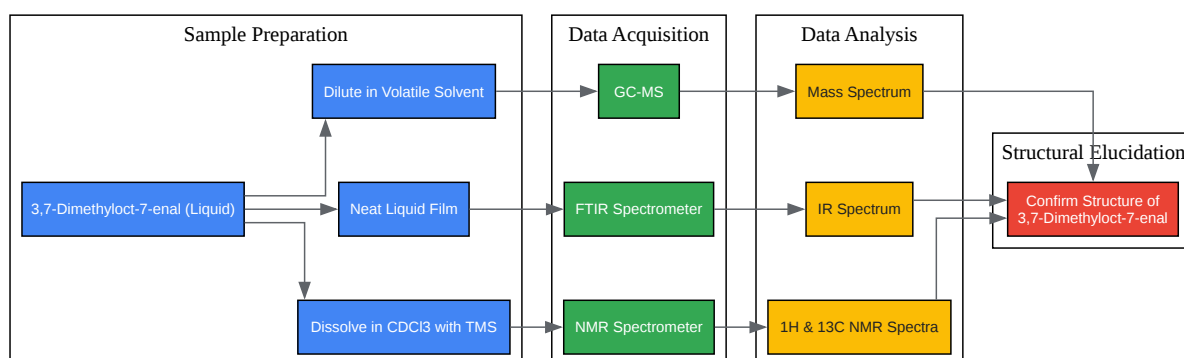 Sample Preparation
Data Acquisition
Data Analysis
Dilute in Volatile Solvent
GC-MS
Mass Spectrum
Structural Elucidation
3,7-Dimethyloct-7-enal (Liquid)
Neat Liquid Film
FTIR Spectrometer
IR Spectrum
Confirm Structure of
3,7-Dimethyloct-7-enal
Dissolve in CDCl3 with TMS
NMR Spectrometer
1H & 13C NMR Spectra